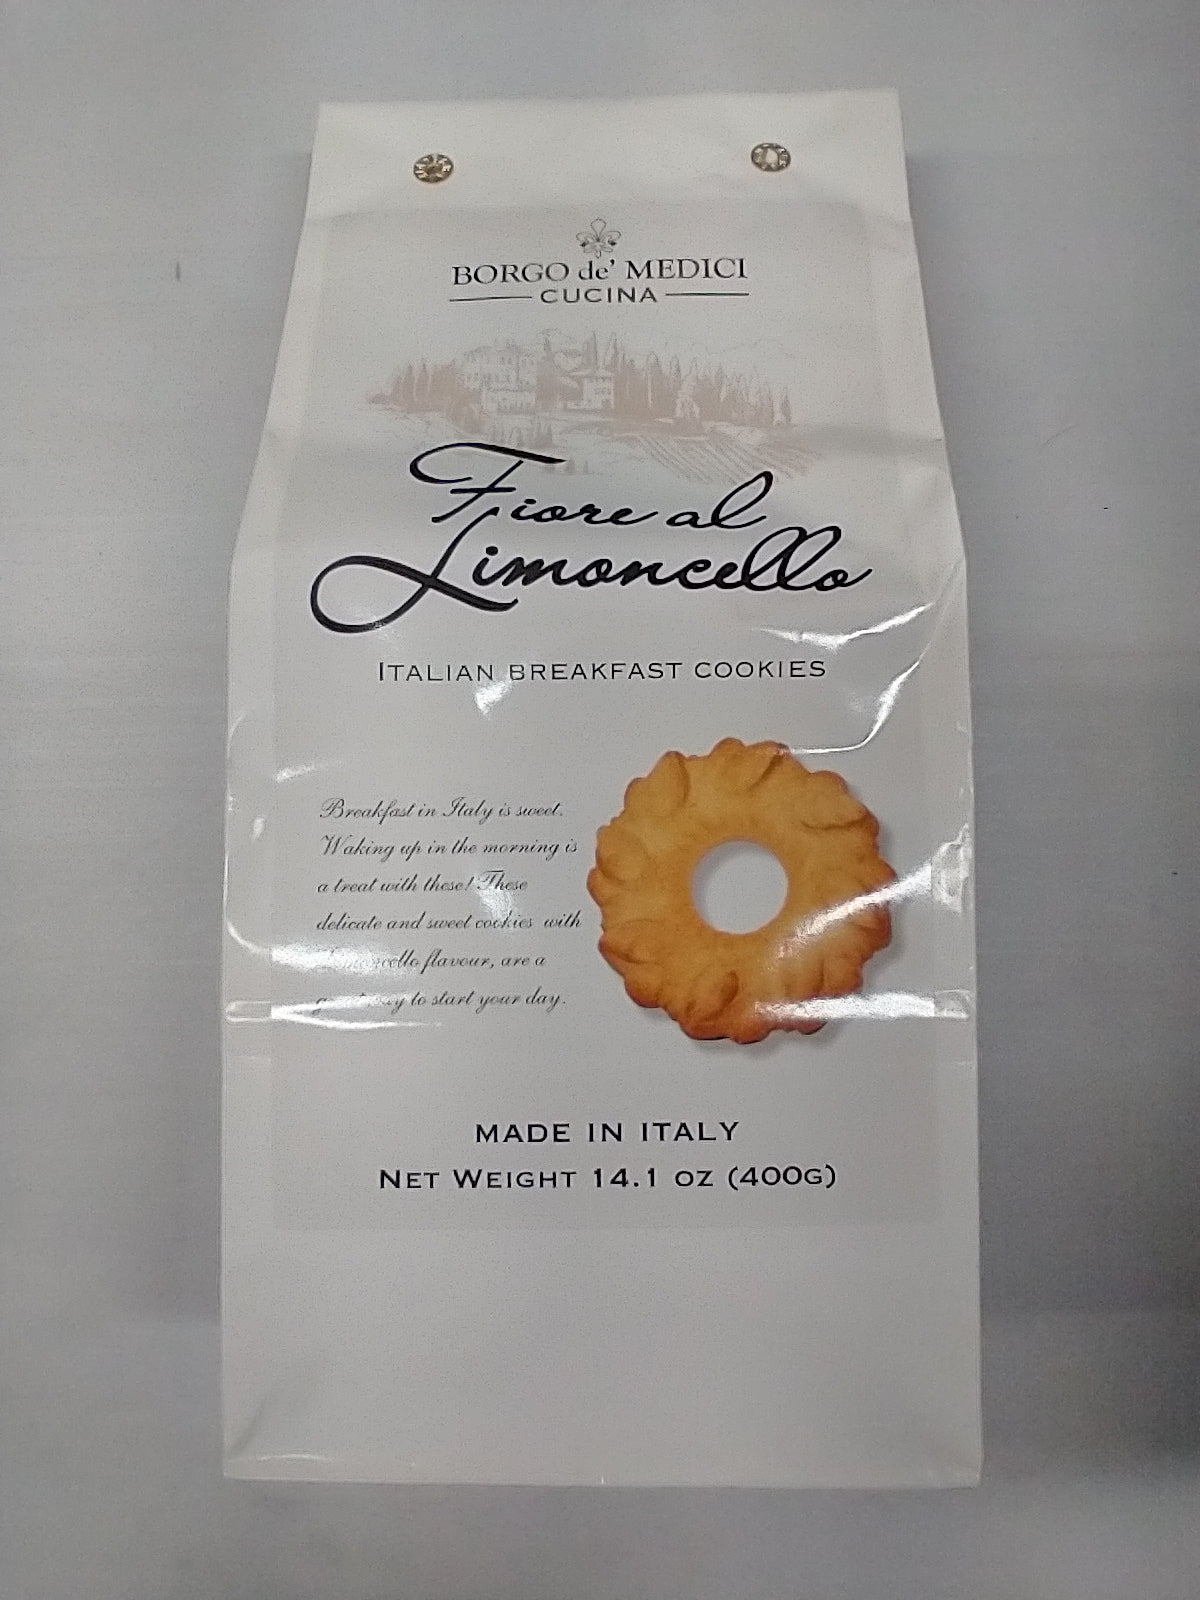 BORGO de' MEDICI
CUCINA
Fiore al
Limoncello
ITALIAN BREAKFAST COOKIES
Breakfast in Italy is sweet.
Waking up in the morning is
a treat with these! These
delicate and sweet cookies with
Limoncello flavour, are a
to start your day.
MADE IN ITALY
NET WEIGHT 14.1 OZ (400G)